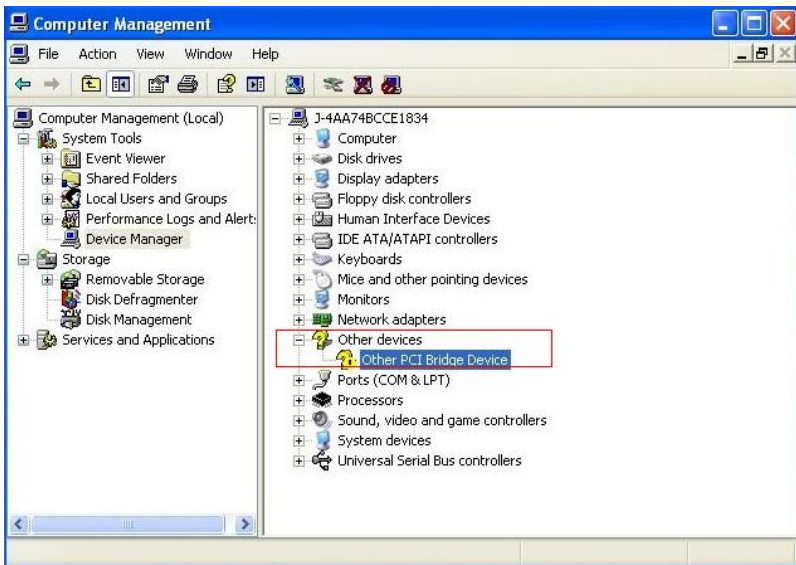 Computer Management
File Action View Window Help
Computer Management (Local)
System Tools
Event Viewer
Shared Folders
Local Users and Groups
Performance Logs and Alert:
Device Manager
Storage
Removable Storage
Disk Defragmenter
Disk Management
Services and Applications
J-4AA74BCCE1834
Computer
Disk drives
Display adapters
Floppy disk controllers
Human Interface Devices
IDE ATA/ATAPI controllers
Keyboards
Mice and other pointing devices
Monitors
Network adapters
Other devices
Other PCI Bridge Device
Ports (COM & LPT)
Processors
Sound, video and game controllers
System devices
Universal Serial Bus controllers